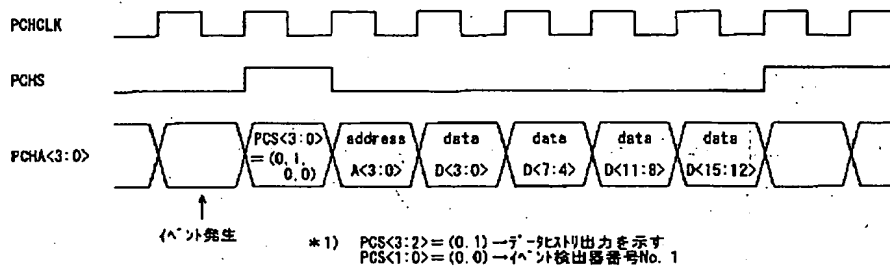 PCHCLK
PCHS
PCHA<3:0>
PCS<3:0>
= (0, 1,
0, 0)
address
A<3:0>
data
D<3:0>
data
D<7:4>
data
D<11:8>
data
D<15:12>
イベント発生
*1) PCS<3:2>= (0. 1) →データヒストリ出力を示す
PCS<1:0>= (0. 0) →イベント検出器番号No. 1